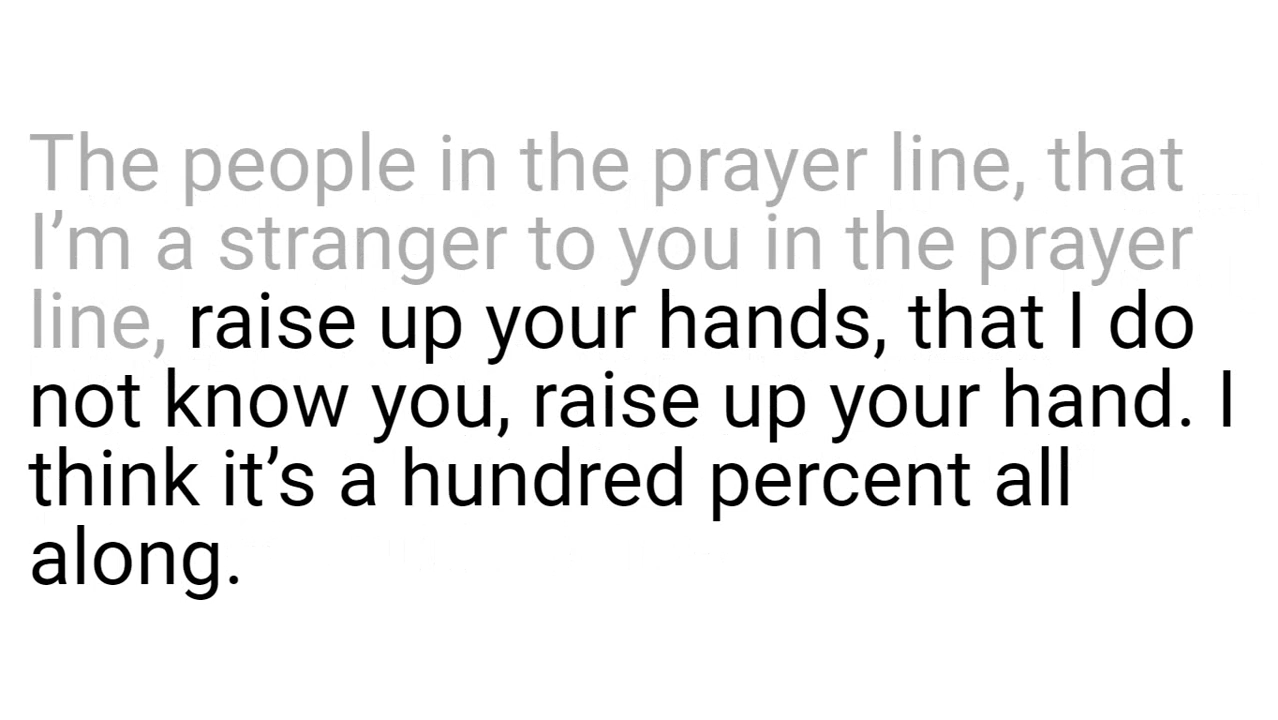 The people in the prayer line, that
I’m a stranger to you in the prayer
line, raise up your hands, that I do
not know you, raise up your hand. I
think it’s a hundred percent all
along.